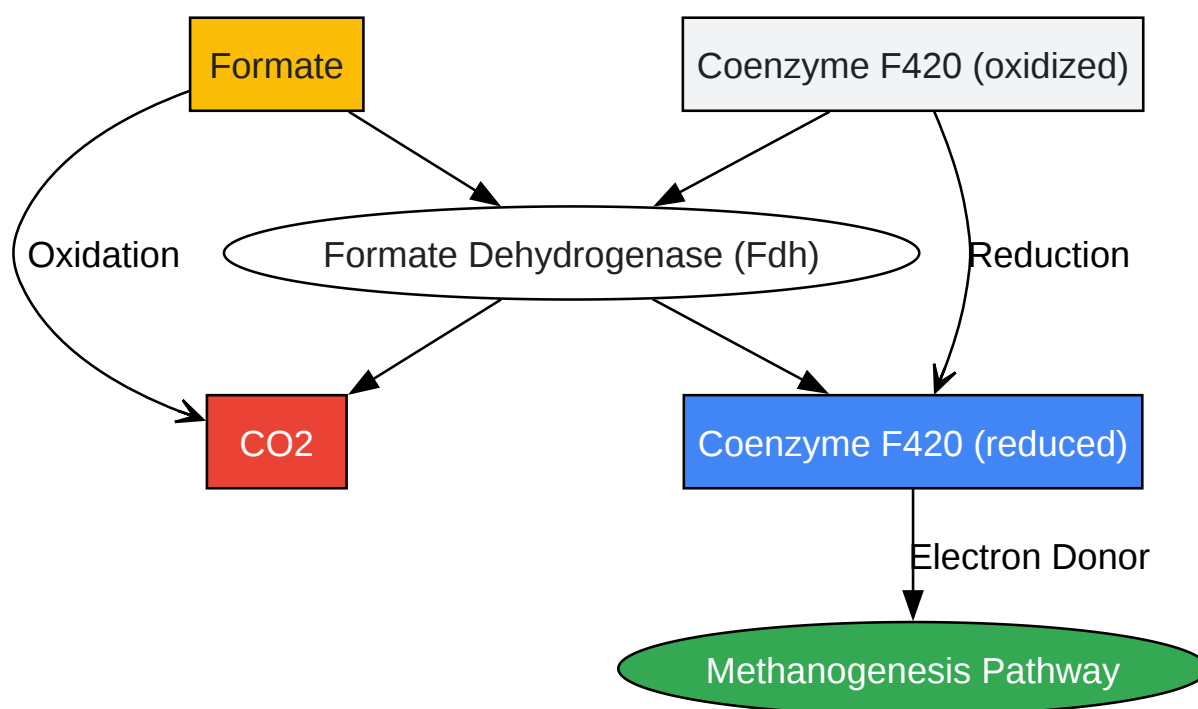 Formate
Coenzyme F420 (oxidized)
Oxidation
Formate Dehydrogenase (Fdh)
Reduction
CO2
Coenzyme F420 (reduced)
Electron Donor
Methanogenesis Pathway